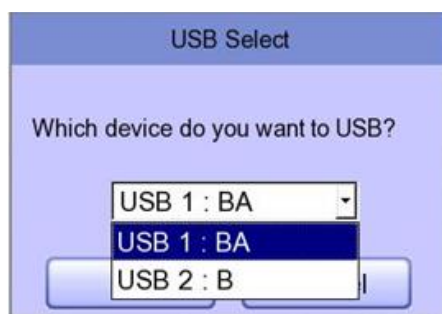 USB Select
Which device do you want to USB?
USB 1 : BA
USB 1 : BA
USB 2 : B